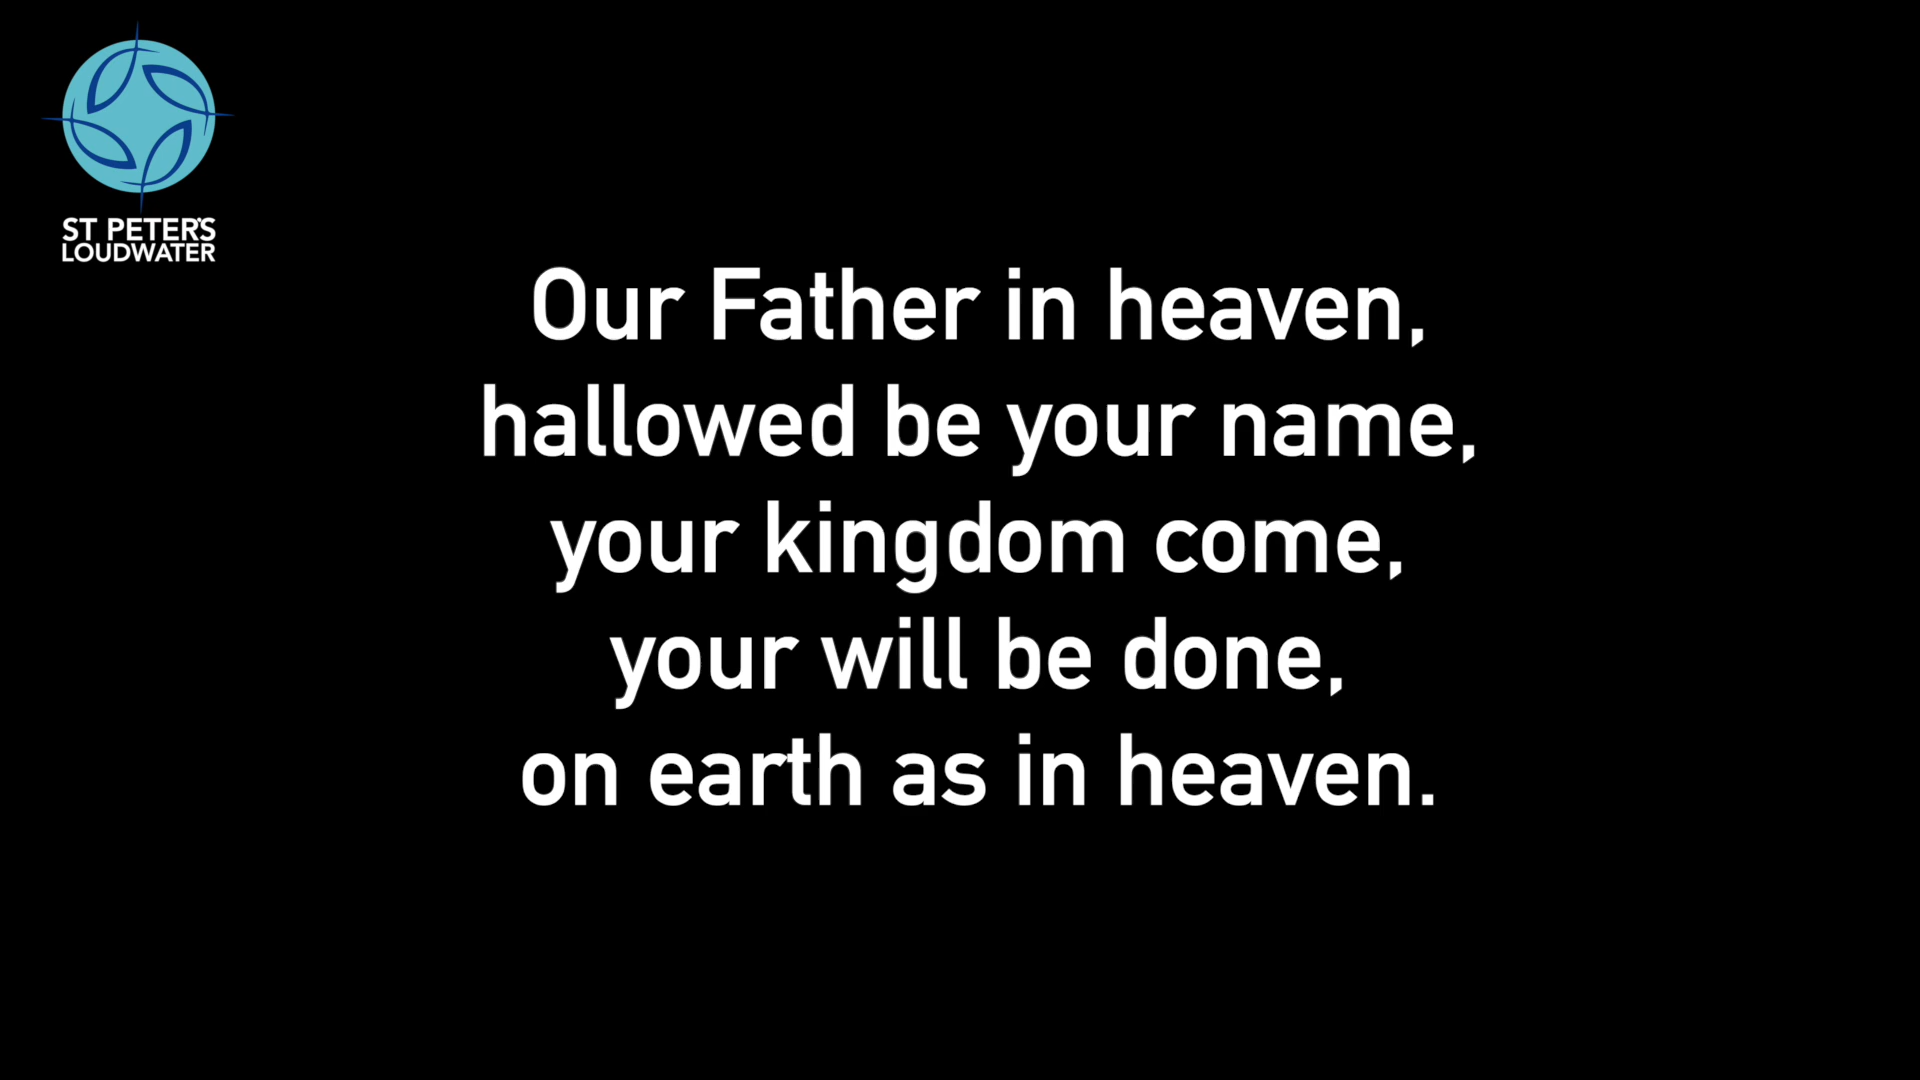 ST PETER'S
LOUDWATER
Our Father in heaven,
hallowed be your name,
your kingdom come,
your will be done,
on earth as in heaven.